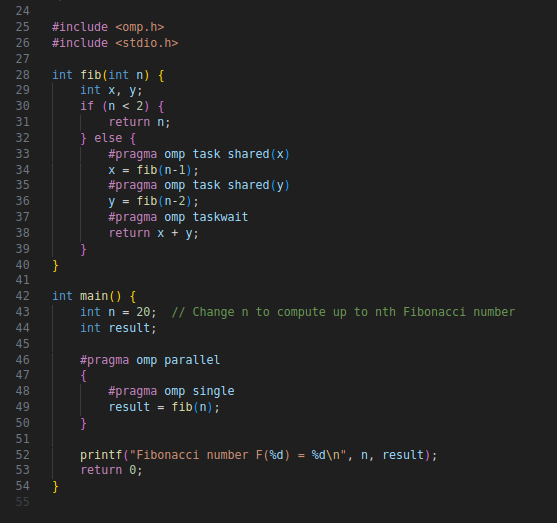 24
25 #include <omp.h>
26 #include <stdio.h>
27
28 int fib(int n) {
29     int x, y;
30     if (n < 2) {
31         return n;
32     } else {
33         #pragma omp task shared(x)
34         x = fib(n-1);
35         #pragma omp task shared(y)
36         y = fib(n-2);
37         #pragma omp taskwait
38         return x + y;
39     }
40 }
41
42 int main() {
43     int n = 20;  // Change n to compute up to nth Fibonacci number
44     int result;
45
46     #pragma omp parallel
47     {
48         #pragma omp single
49         result = fib(n);
50     }
51
52     printf("Fibonacci number F(%d) = %d\n", n, result);
53     return 0;
54 }
55